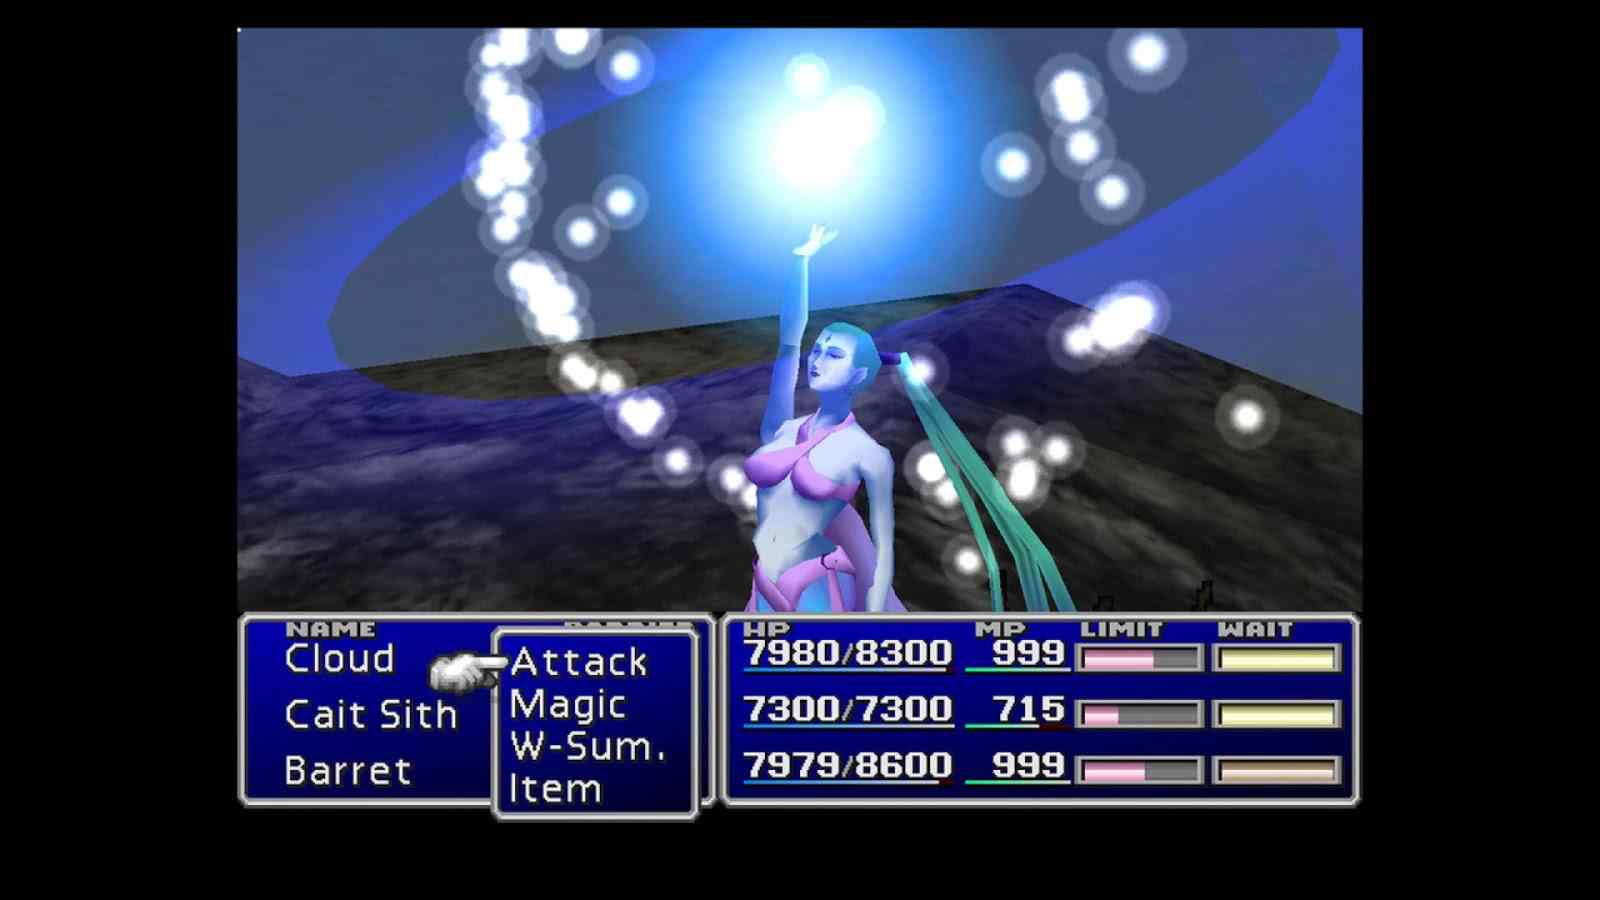 NAME BARRIER HP MP LIMIT WAIT
Cloud 7980/8300 999
Cait Sith 7300/7300 715
Barret 7979/8600 999
Attack
Magic
W-Sum.
Item